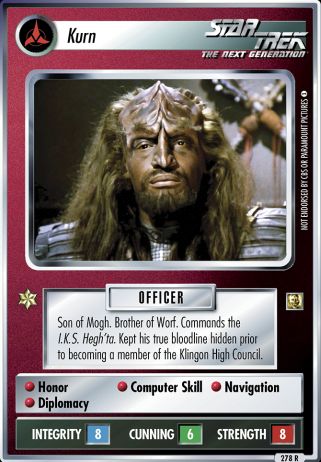 Kurn
STAR TREK
THE NEXT GENERATION
NOT ENDORSED BY CBS OR PARAMOUNT PICTURES
OFFICER
Son of Mogh. Brother of Worf. Commands the
I.K.S. Hegh'ta. Kept his true bloodline hidden prior
to becoming a member of the Klingon High Council.
Honor Computer Skill Navigation
Diplomacy
INTEGRITY 8 CUNNING 6 STRENGTH 8
278 R